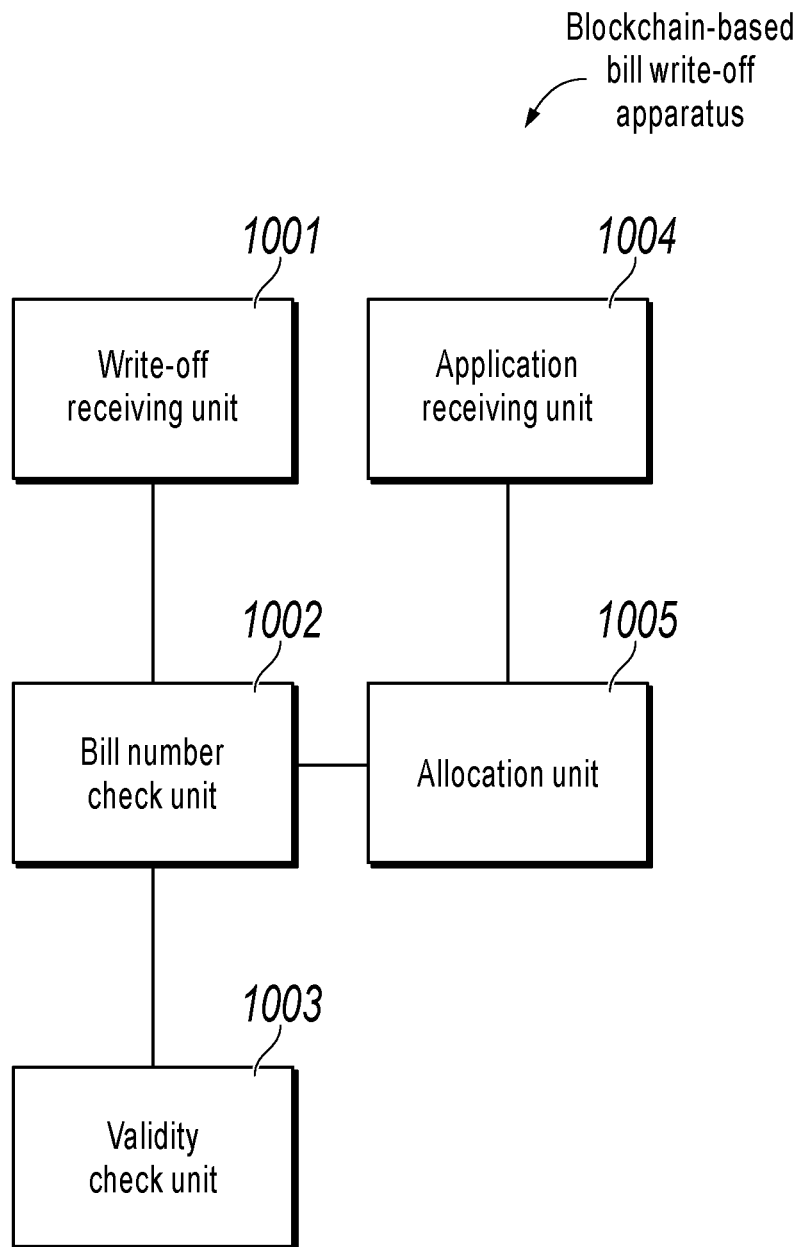 Blockchain-based
bill write-off
apparatus
1001
1004
Write-off
receiving unit
Application
receiving unit
1002
1005
Bill number
check unit
Allocation unit
1003
Validity
check unit